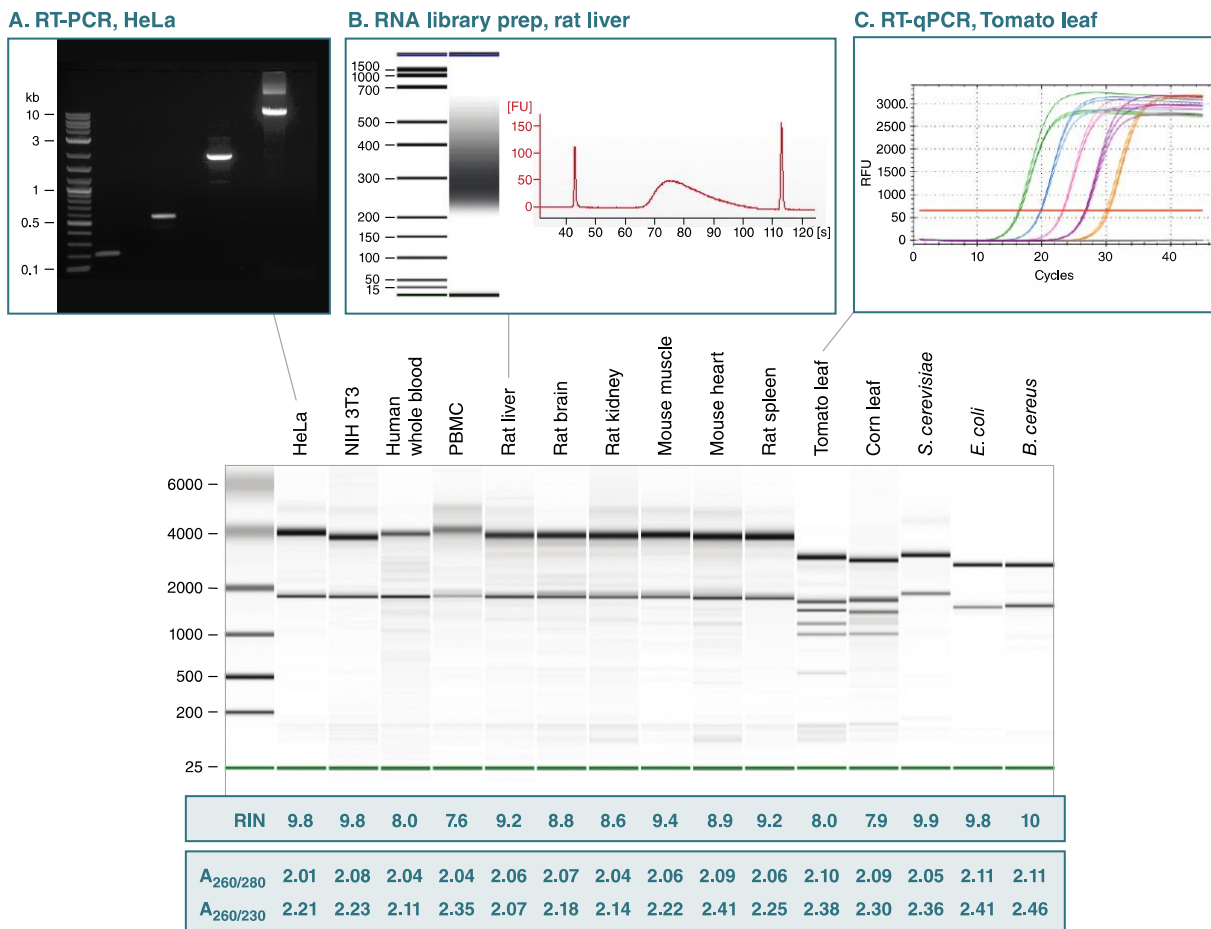 A. RT-PCR, HeLa
kb
10
3
1
0.5
0.1
B. RNA library prep, rat liver
1500
1000
700
500
400
300
200
150
100
50
15
[FU]
150
100
50
0
40 50 60 70 80 90 100 110 120 [s]
C. RT-qPCR, Tomato leaf
RFU
3000.
2500
2000
1500
1000
50
0
0 10 20 30 40
Cycles
HeLa
NIH 3T3
Human
whole blood
PBMC
Rat liver
Rat brain
Rat kidney
Mouse muscle
Mouse heart
Rat spleen
Tomato leaf
Corn leaf
S. cerevisiae
E. coli
B. cereus
6000
4000
2000
1000
500
200
25
RIN 9.8 9.8 8.0 7.6 9.2 8.8 8.6 9.4 8.9 9.2 8.0 7.9 9.9 9.8 10
A260/280 2.01 2.08 2.04 2.04 2.06 2.07 2.04 2.06 2.09 2.06 2.10 2.09 2.05 2.11 2.11
A260/230 2.21 2.23 2.11 2.35 2.07 2.18 2.14 2.22 2.41 2.25 2.38 2.30 2.36 2.41 2.46